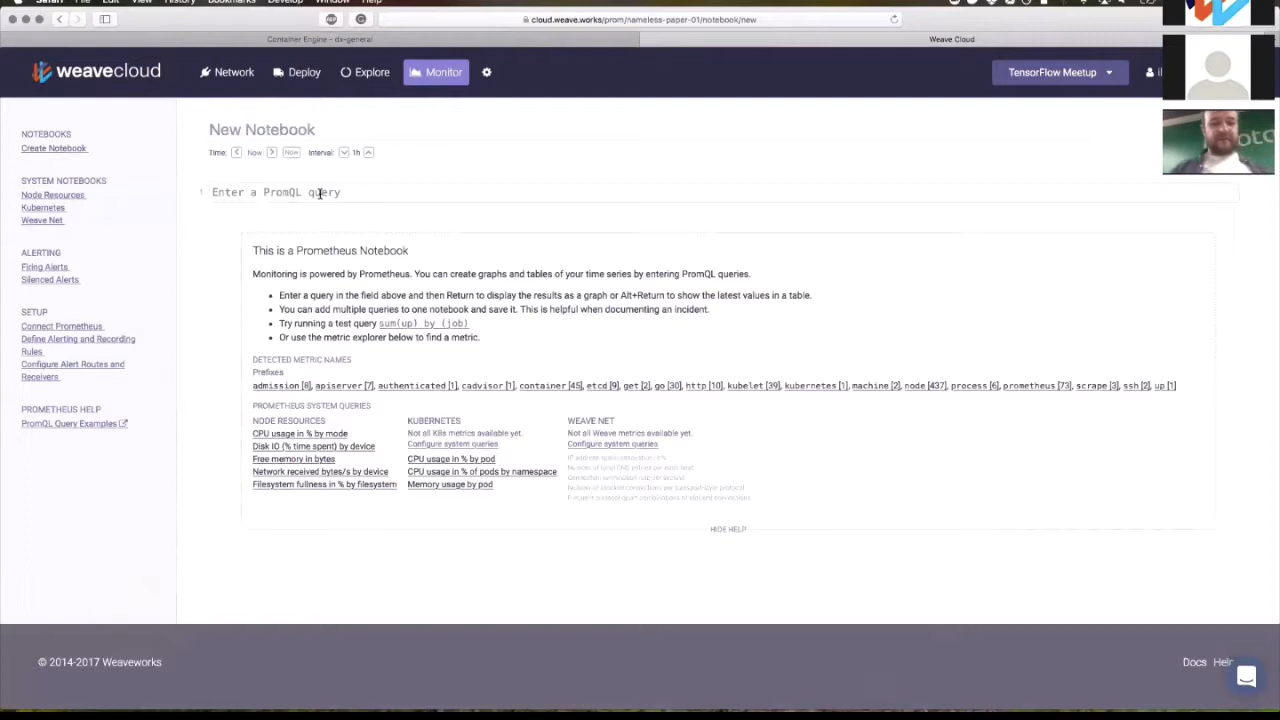 Safari File Edit View History Bookmarks Develop Window Help
cloud.weave.works/prom/nameless-paper-01/notebook/new
Container Engine - dx-general
Weave Cloud
weavecloud
Network
Deploy
Explore
Monitor
TensorFlow Meetup
NOTEBOOKS
Create Notebook
SYSTEM NOTEBOOKS
Node Resources
Kubernetes
Weave Net
ALERTING
Firing Alerts
Silenced Alerts
SETUP
Connect Prometheus
Define Alerting and Recording
Rules
Configure Alert Routes and
Receivers
PROMETHEUS HELP
PromQL Query Examples
New Notebook
Time: Now Now Interval: 1h
1 Enter a PromQL query
This is a Prometheus Notebook
Monitoring is powered by Prometheus. You can create graphs and tables of your time series by entering PromQL queries.
• Enter a query in the field above and then Return to display the results as a graph or Alt+Return to show the latest values in a table.
• You can add multiple queries to one notebook and save it. This is helpful when documenting an incident.
• Try running a test query sum(up) by (job)
• Or use the metric explorer below to find a metric.
DETECTED METRIC NAMES
Prefixes
admission [8], apiserver [7], authenticated [1], cadvisor [1], container [45], etcd [9], get [2], go [30], http [10], kubelet [39], kubernetes [1], machine [2], node [437], process [6], prometheus [73], scrape [3], ssh [2], up [1]
PROMETHEUS SYSTEM QUERIES
NODE RESOURCES
CPU usage in % by mode
Disk IO (% time spent) by device
Free memory in bytes
Network received bytes/s by device
Filesystem fullness in % by filesystem
KUBERNETES
Not all K8s metrics available yet.
Configure system queries
CPU usage in % by pod
CPU usage in % of pods by namespace
Memory usage by pod
WEAVE NET
Not all Weave metrics available yet.
Configure system queries
HIDE HELP
© 2014-2017 Weaveworks
Docs Help